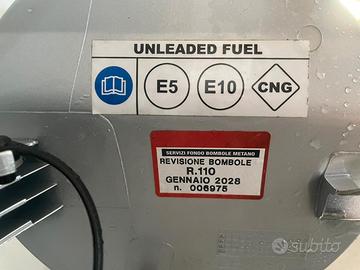 UNLEADED FUEL
E5 E10 CNG
SERVIZI FONDO BOMBOLE METANO
REVISIONE BOMBOLE
R.110
GENNAIO 2028
n. 006975
subito